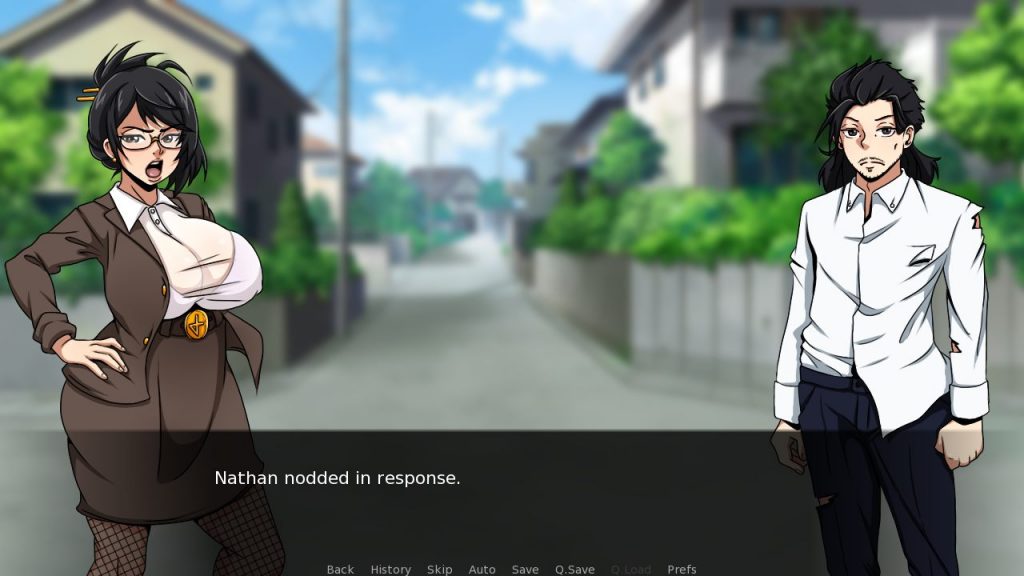 Nathan nodded in response.
Back History Skip Auto Save Q.Save Q.Load Prefs